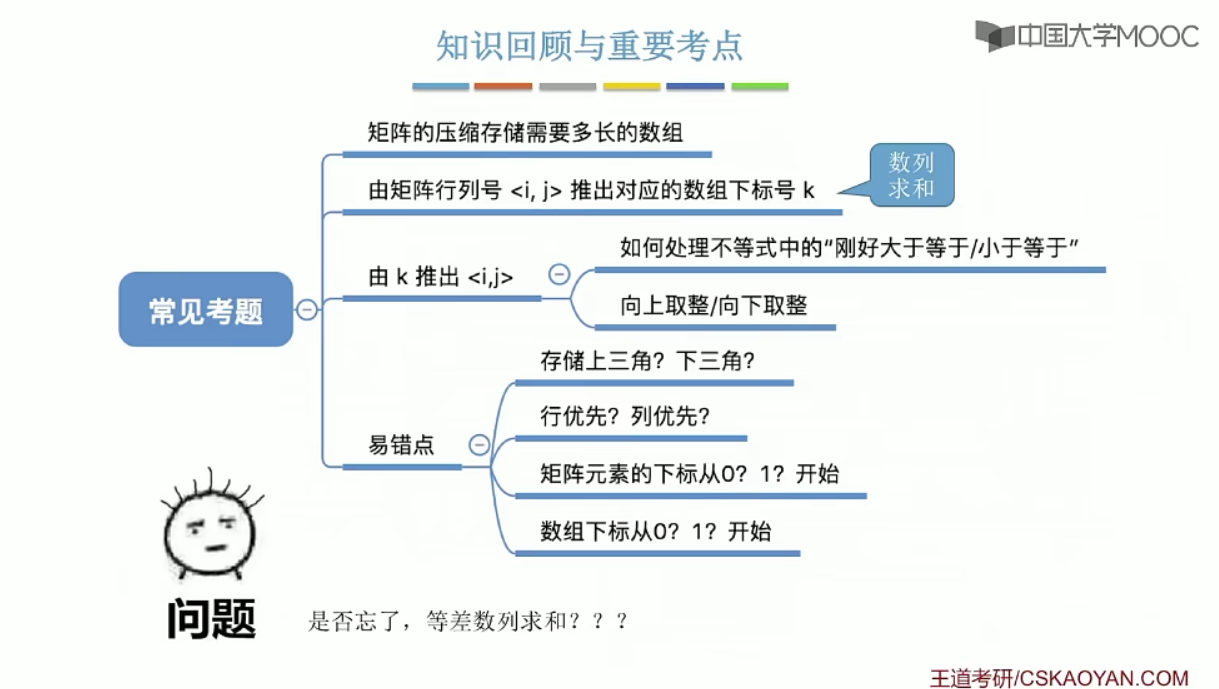 知识回顾与重要考点
中国大学MOOC
矩阵的压缩存储需要多长的数组
由矩阵行列号 <i, j> 推出对应的数组下标号 k
数列
求和
如何处理不等式中的“刚好大于等于/小于等于”
由 k 推出 <i,j>
向上取整/向下取整
常见考题
存储上三角？下三角？
行优先？列优先？
易错点
矩阵元素的下标从0？1？开始
数组下标从0？1？开始
问题
是否忘了，等差数列求和？？？
王道考研/CSKAOYAN.COM